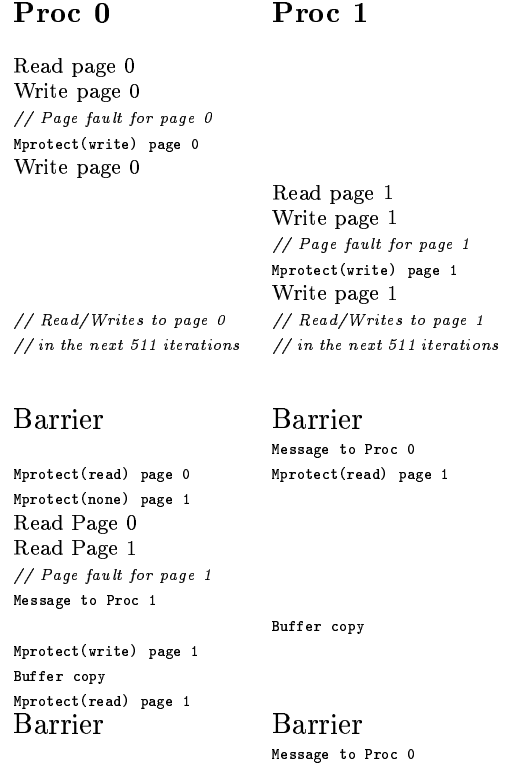 Proc 0 Proc 1
Read page 0
Write page 0
// Page fault for page 0
Mprotect(write) page 0
Write page 0
Read page 1
Write page 1
// Page fault for page 1
Mprotect(write) page 1
Write page 1
// Read/Writes to page 0 // Read/Writes to page 1
// in the next 511 iterations // in the next 511 iterations
Barrier Barrier
Message to Proc 0
Mprotect(read) page 0 Mprotect(read) page 1
Mprotect(none) page 1
Read Page 0
Read Page 1
// Page fault for page 1
Message to Proc 1
Buffer copy
Mprotect(write) page 1
Buffer copy
Mprotect(read) page 1
Barrier Barrier
Message to Proc 0